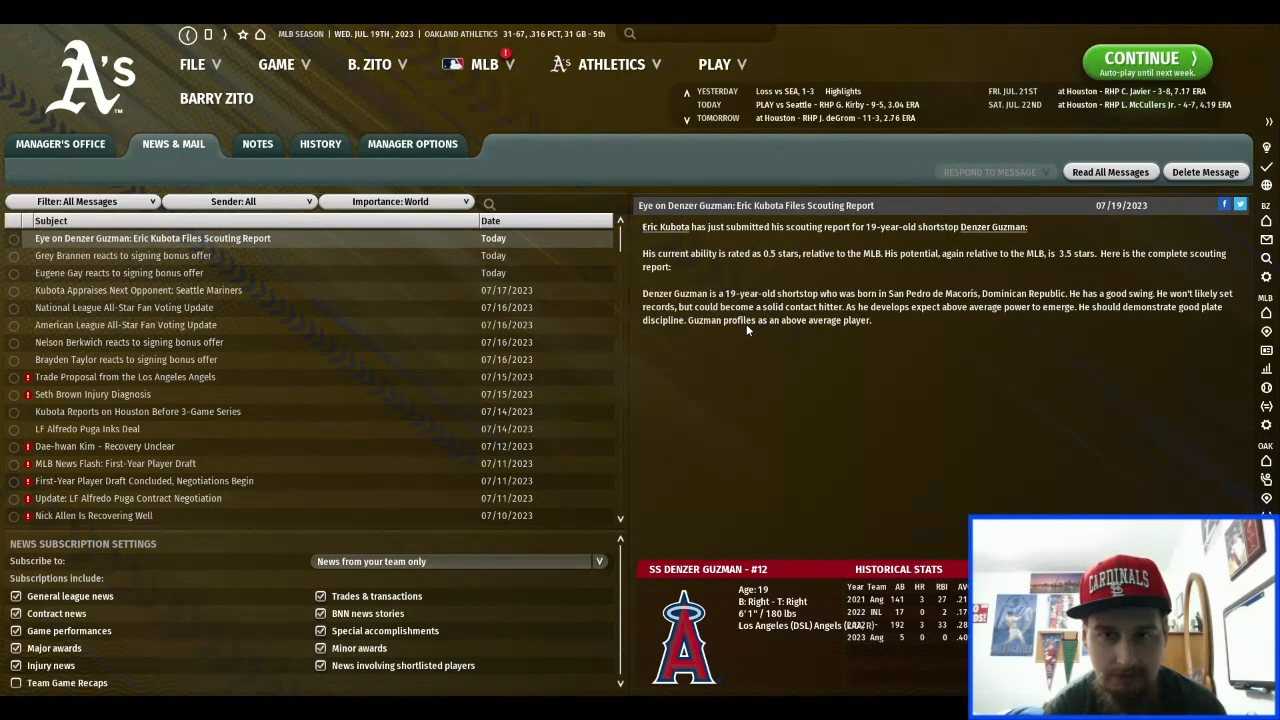 MLB SEASON | WED. JUL. 19TH , 2023 | OAKLAND ATHLETICS 31-67, .316 PCT, 31 GB - 5th
A's
FILE GAME B. ZITO MLB ! A's ATHLETICS PLAY
CONTINUE
Auto-play until next week.
BARRY ZITO
YESTERDAY Loss vs SEA, 1-3 Highlights FRI JUL. 21ST at Houston - RHP C. Javier - 3-8, 7.17 ERA
TODAY PLAY vs Seattle - RHP G. Kirby - 9-5, 3.04 ERA SAT. JUL. 22ND at Houston - RHP L. McCullers Jr. - 4-7, 4.19 ERA
TOMORROW at Houston - RHP J. deGrom - 11-3, 2.76 ERA
MANAGER'S OFFICE NEWS & MAIL NOTES HISTORY MANAGER OPTIONS
RESPOND TO MESSAGE Read All Messages Delete Message
Filter: All Messages Sender: All Importance: World
Subject Date
Eye on Denzer Guzman: Eric Kubota Files Scouting Report Today
Grey Brannen reacts to signing bonus offer Today
Eugene Gay reacts to signing bonus offer Today
Kubota Appraises Next Opponent: Seattle Mariners 07/17/2023
National League All-Star Fan Voting Update 07/16/2023
American League All-Star Fan Voting Update 07/16/2023
Nelson Berkwich reacts to signing bonus offer 07/16/2023
Brayden Taylor reacts to signing bonus offer 07/16/2023
! Trade Proposal from the Los Angeles Angels 07/15/2023
! Seth Brown Injury Diagnosis 07/15/2023
Kubota Reports on Houston Before 3-Game Series 07/14/2023
LF Alfredo Puga Inks Deal 07/14/2023
! Dae-hwan Kim - Recovery Unclear 07/12/2023
! MLB News Flash: First-Year Player Draft 07/11/2023
! First-Year Player Draft Concluded, Negotiations Begin 07/11/2023
! Update: LF Alfredo Puga Contract Negotiation 07/11/2023
! Nick Allen Is Recovering Well 07/10/2023
Eye on Denzer Guzman: Eric Kubota Files Scouting Report 07/19/2023
Eric Kubota has just submitted his scouting report for 19-year-old shortstop Denzer Guzman:
His current ability is rated as 0.5 stars, relative to the MLB. His potential, again relative to the MLB, is 3.5 stars. Here is the complete scouting
report:
Denzer Guzman is a 19-year-old shortstop who was born in San Pedro de Macoris, Dominican Republic. He has a good swing. He won't likely set
records, but could become a solid contact hitter. As he develops expect above average power to emerge. He should demonstrate good plate
discipline. Guzman profiles as an above average player.
BZ
MLB
OAK
NEWS SUBSCRIPTION SETTINGS
Subscribe to: News from your team only
Subscriptions include:
General league news Trades & transactions
Contract news BNN news stories
Game performances Special accomplishments
Major awards Minor awards
Injury news News involving shortlisted players
Team Game Recaps
SS DENZER GUZMAN - #12 HISTORICAL STATS
Age: 19
B: Right - T: Right
6' 1" / 180 lbs
Los Angeles (DSL) Angels
Year Team AB HR RBI
2021 Ang 141 3 27 .21
2022 INL 17 0 2 .17
192 3 33 .28
2023 Ang 5 0 0 .40
CARDINALS